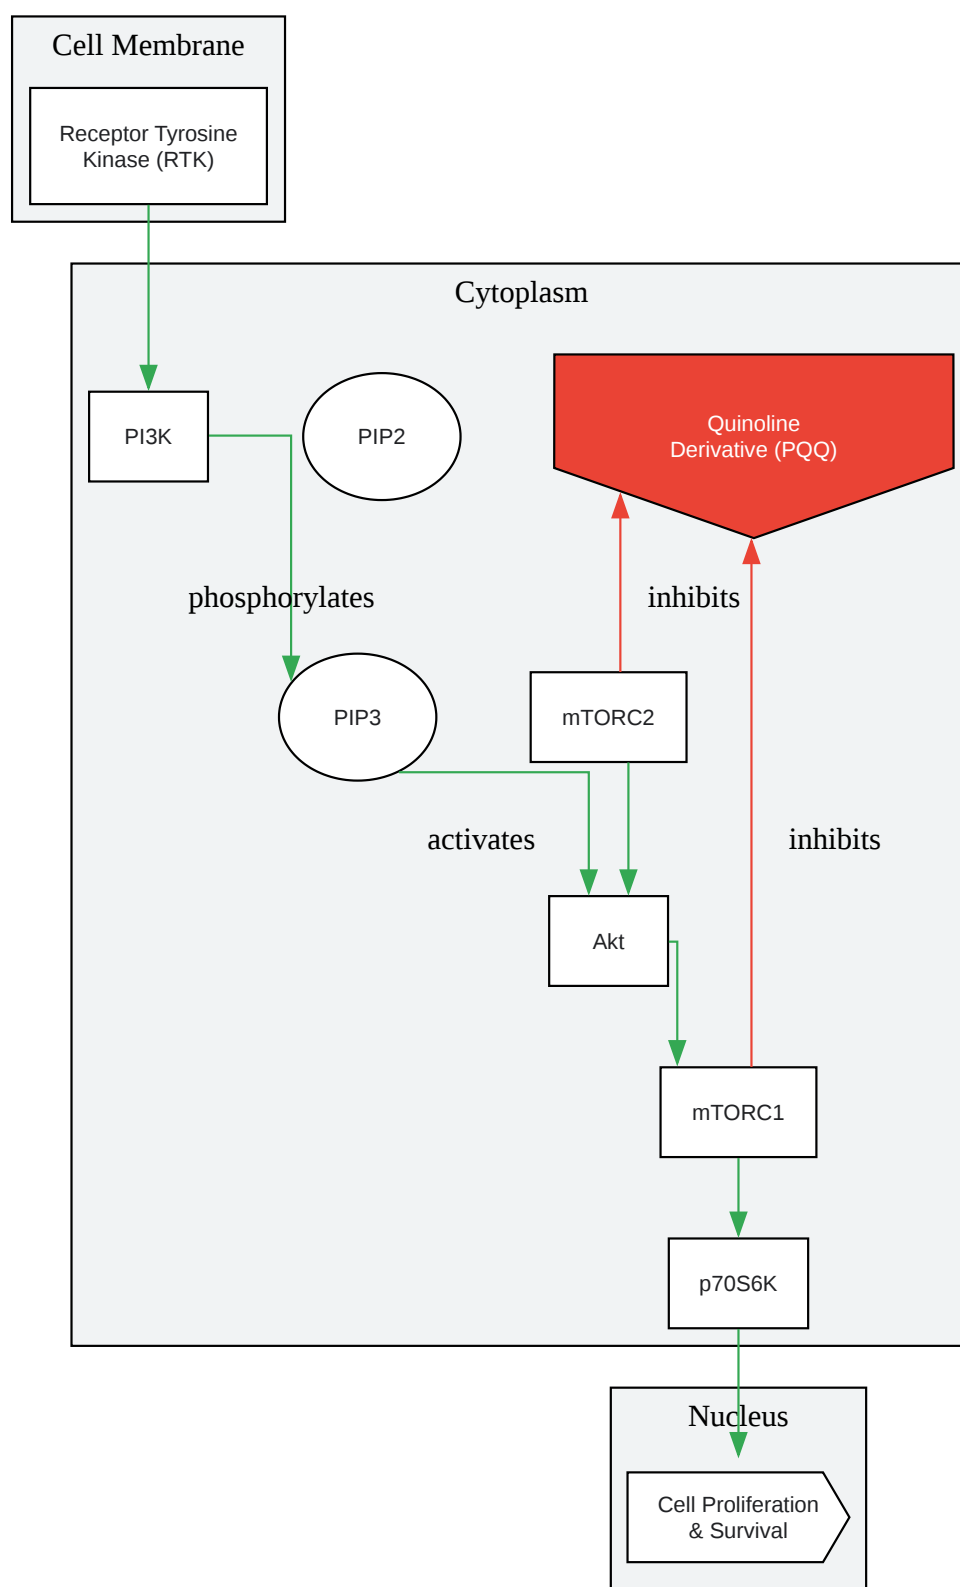 Cell Membrane
Receptor Tyrosine
Kinase (RTK)
Cytoplasm
PI3K
PIP2
Quinoline
Derivative (PQQ)
phosphorylates
inhibits
PIP3
mTORC2
activates
inhibits
Akt
mTORC1
p70S6K
Nucleus
Cell Proliferation
& Survival